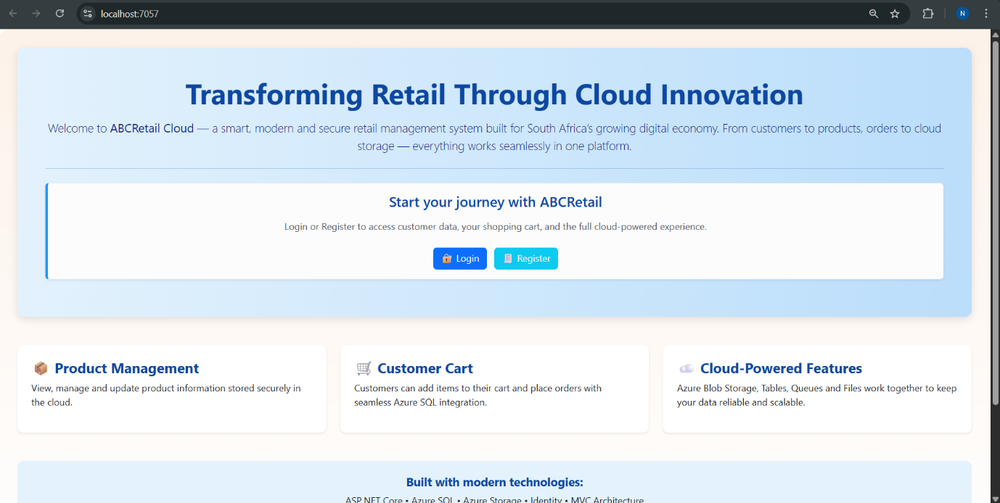 localhost:7057
N
Transforming Retail Through Cloud Innovation
Welcome to ABCRetail Cloud — a smart, modern and secure retail management system built for South Africa's growing digital economy. From customers to products, orders to cloud
storage — everything works seamlessly in one platform.
Start your journey with ABCRetail
Login or Register to access customer data, your shopping cart, and the full cloud-powered experience.
Login
Register
Product Management
View, manage and update product information stored securely in
the cloud.
Customer Cart
Customers can add items to their cart and place orders with
seamless Azure SQL integration.
Cloud-Powered Features
Azure Blob Storage, Tables, Queues and Files work together to keep
your data reliable and scalable.
Built with modern technologies:
ASP.NET Core • Azure SQL • Azure Storage • Identity • MVC Architecture